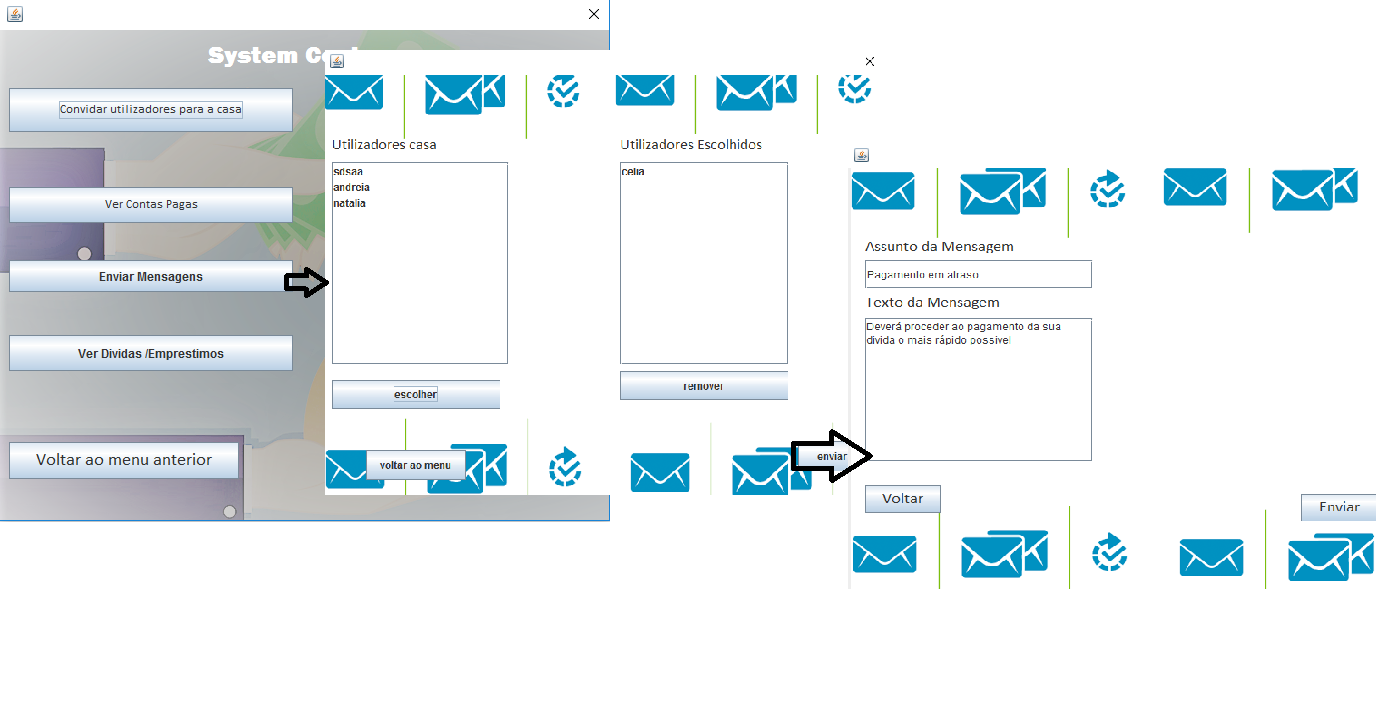 System C
Convidar utilizadores para a casa
Ver Contas Pagas
Enviar Mensagens
Ver Dividas /Emprestimos
Voltar ao menu anterior
Utilizadores casa
sdsaa
andreia
natalia
escolher
voltar ao menu
Utilizadores Escolhidos
celia
remover
enviar
Assunto da Mensagem
Pagamento em atraso
Texto da Mensagem
Deverá proceder ao pagamento da sua
divida o mais rápido possivel
Voltar
Enviar